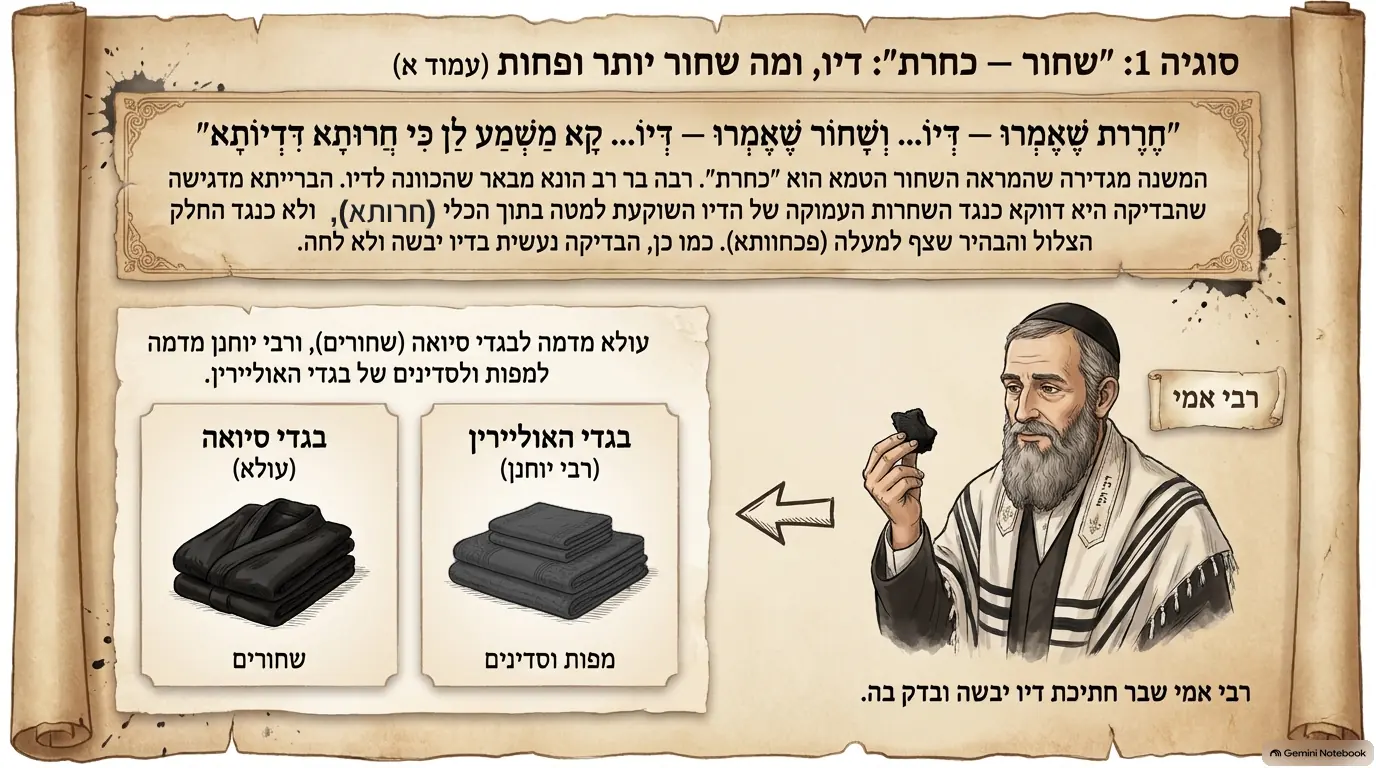 סוגיה 1: "שחור – כחרת": דיו, ומה שחור יותר ופחות (עמוד א)
"חֶרֶת שֶׁאָמְרוּ – דְּיוֹ... וְשָׁחוֹר שֶׁאָמְרוּ – דְּיוֹ... קָא מַשְׁמַע לַן כִּי חֲרוּתָא דִּדְיוֹתָא"
המשנה מגדירה שהמראה השחור הטמא הוא "כחרת". רבה בר רב הונא מבאר שהכוונה לדיו. הברייתא מדגישה
שהבדיקה היא דווקא כנגד השחרות העמוקה של הדיו השוקעת למטה בתוך הכלי (חרותא), ולא כנגד החלק
הצלול והבהיר שצף למעלה (פכחוותא). כמו כן, הבדיקה נעשית בדיו יבשה ולא לחה.
רבי אמי
רבי אמי שבר חתיכת דיו יבשה ובדק בה.
עולא מדמה לבגדי סיואה (שחורים), ורבי יוחנן מדמה
למפות ולסדינים של בגדי האוליירין.
בגדי האוליירין
(רבי יוחנן)
מפות וסדינים
בגדי סיואה
(עולא)
שחורים
Gemini Notebook